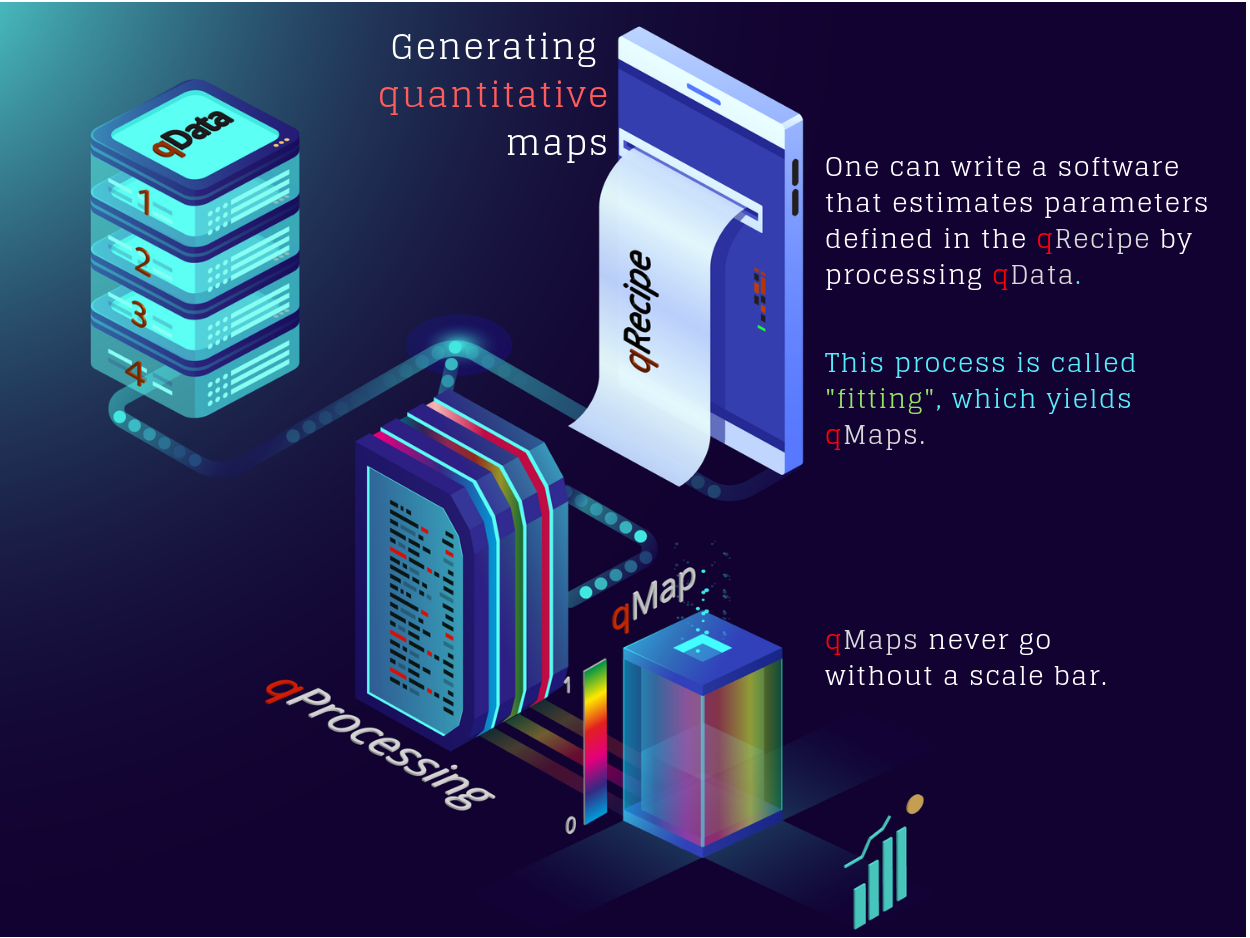 Generating
quantitative
maps
qData
1
2
3
4
qRecipe
One can write a software
that estimates parameters
defined in the qRecipe by
processing qData.
This process is called
"fitting", which yields
qMaps.
qProcessing
qMap
1
0
qMaps never go
without a scale bar.